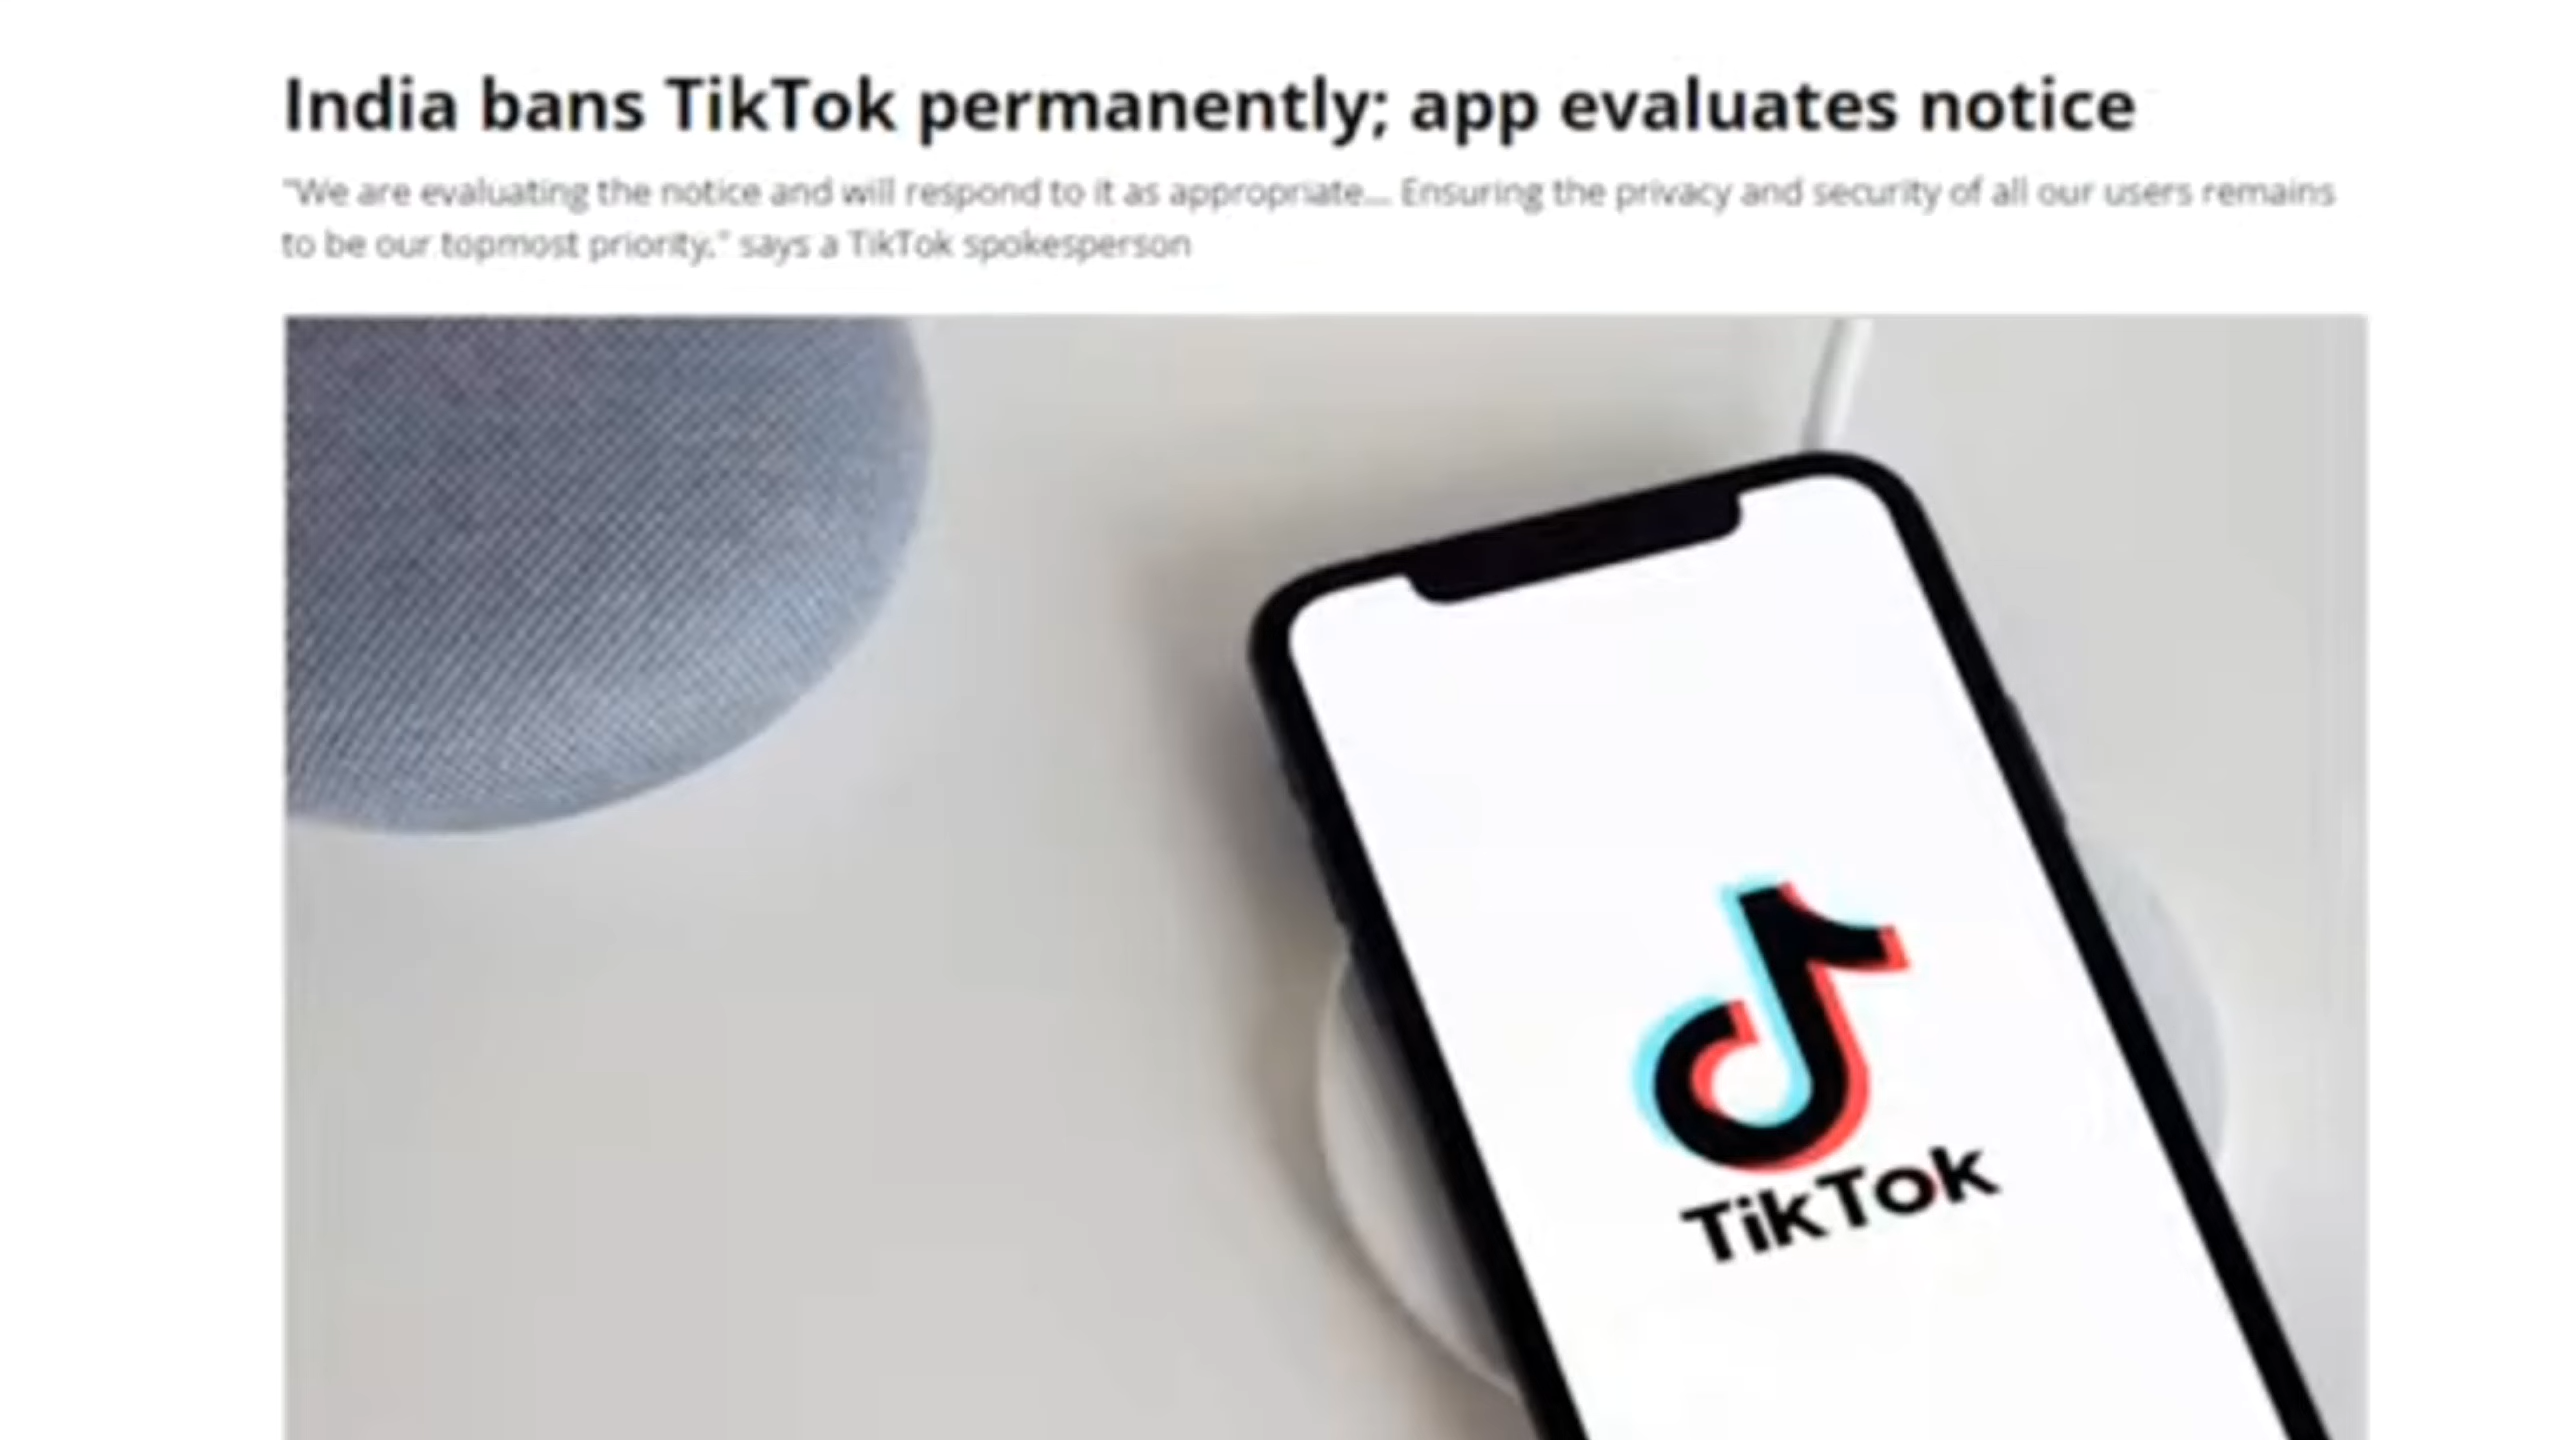 India bans TikTok permanently; app evaluates notice
"We are evaluating the notice and will respond to it as appropriate... Ensuring the privacy and security of all our users remains
to be our topmost priority," says a TikTok spokesperson
TikTok